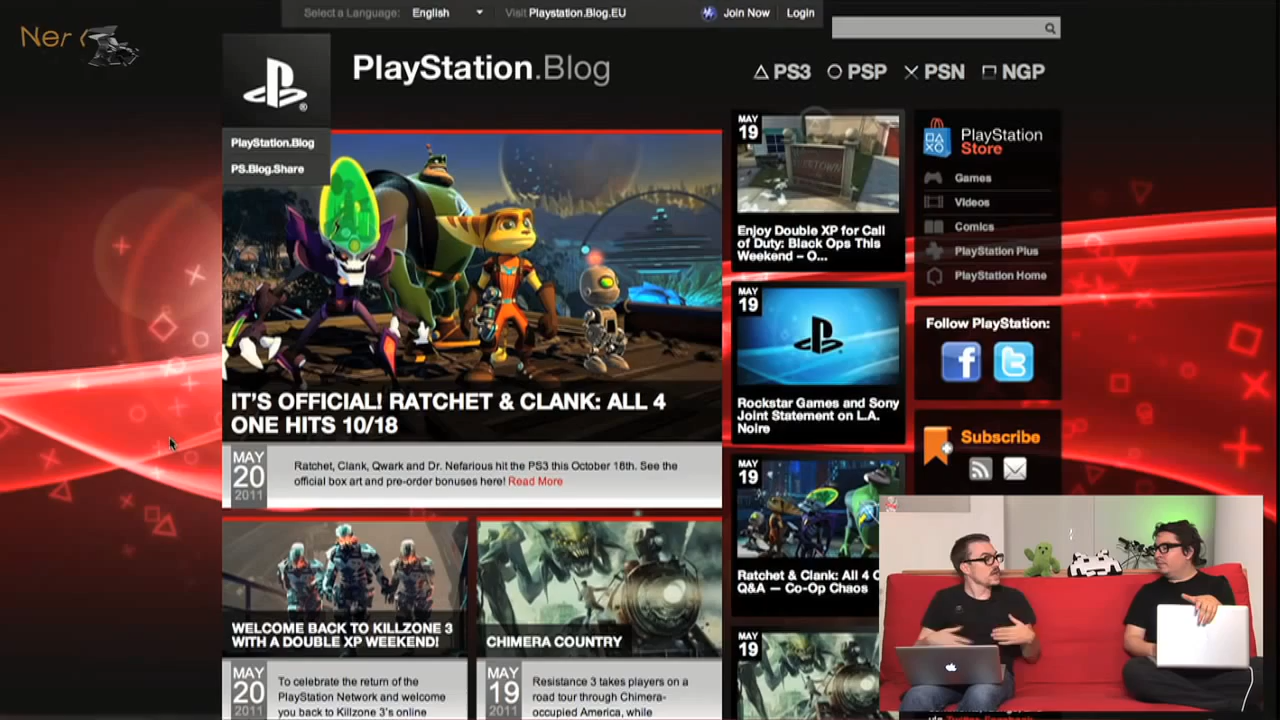 Ner
Select a Language: English
Visit Playstation.Blog.EU
Join Now
Login
PlayStation.Blog
PS3
PSP
PSN
NGP
PlayStation.Blog
PS.Blog.Share
IT'S OFFICIAL! RATCHET & CLANK: ALL 4
ONE HITS 10/18
MAY
20
2011
Ratchet, Clank, Qwark and Dr. Nefarious hit the PS3 this October 18th. See the
official box art and pre-order bonuses here! Read More
WELCOME BACK TO KILLZONE 3
WITH A DOUBLE XP WEEKEND!
MAY
20
2011
To celebrate the return of the
PlayStation Network and welcome
you back to Killzone 3's online
CHIMERA COUNTRY
MAY
19
2011
Resistance 3 takes players on a
road tour through Chimera-
occupied America, while
MAY
19
Enjoy Double XP for Call
of Duty: Black Ops This
Weekend – O...
MAY
19
Rockstar Games and Sony
Joint Statement on L.A.
Noire
MAY
19
Ratchet & Clank: All 4 O
Q&A — Co-Op Chaos
MAY
19
PlayStation
Store
Games
Videos
Comics
PlayStation Plus
PlayStation Home
Follow PlayStation:
Subscribe